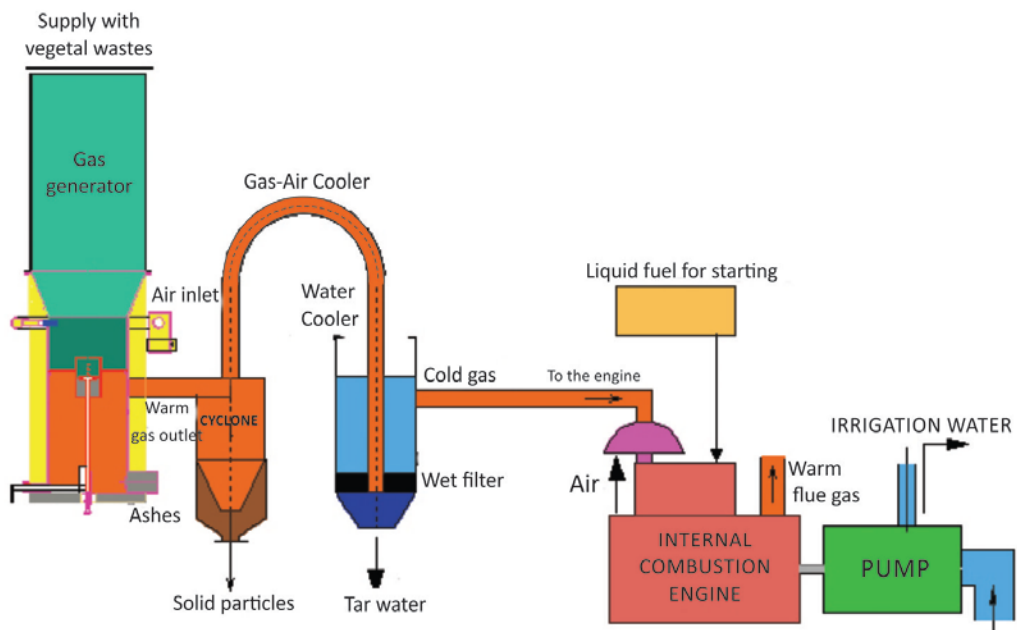 Supply with
vegetal wastes
Gas
generator
Gas-Air Cooler
Air inlet
Water
Cooler
Liquid fuel for starting
Cold gas
To the engine
Warm
gas outlet
CYCLONE
IRRIGATION WATER
Wet filter
Air
Warm
flue gas
Ashes
INTERNAL
COMBUSTION
ENGINE
PUMP
Solid particles
Tar water